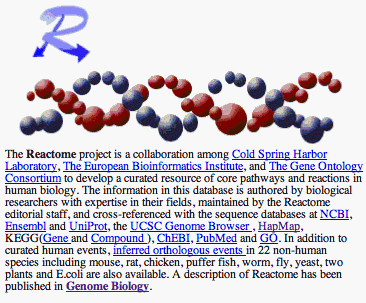 R
The Reactome project is a collaboration among Cold Spring Harbor
Laboratory, The European Bioinformatics Institute, and The Gene Ontology
Consortium to develop a curated resource of core pathways and reactions in
human biology. The information in this database is authored by biological
researchers with expertise in their fields, maintained by the Reactome
editorial staff, and cross-referenced with the sequence databases at NCBI,
Ensembl and UniProt, the UCSC Genome Browser , HapMap,
KEGG(Gene and Compound ), ChEBI, PubMed and GO. In addition to
curated human events, inferred orthologous events in 22 non-human
species including mouse, rat, chicken, puffer fish, worm, fly, yeast, two
plants and E.coli are also available. A description of Reactome has been
published in Genome Biology.